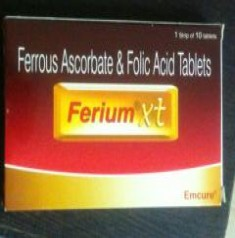 1 Strip of 10 tablets
Ferrous Ascorbate & Folic Acid Tablets
Ferium xt
Emcure